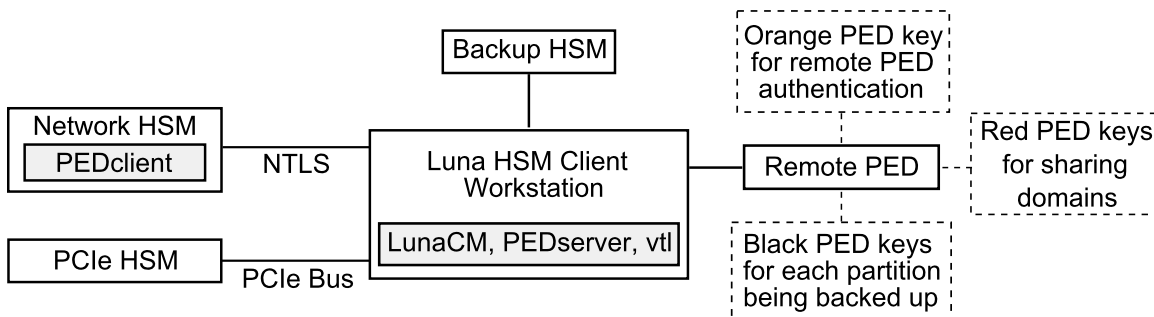 Backup HSM
Orange PED key
for remote PED
authentication
Network HSM
PEDclient
NTLS
Luna HSM Client
Workstation
LunaCM, PEDserver, vtl
Remote PED
Red PED keys
for sharing
domains
PCIe HSM
PCIe Bus
Black PED keys
for each partition
being backed up